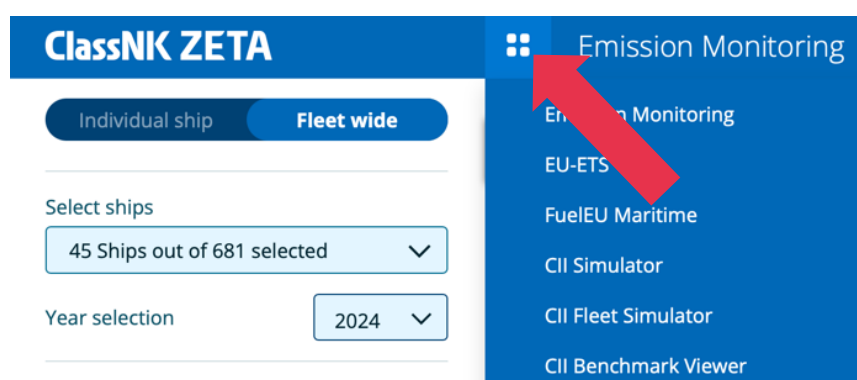 ClassNK ZETA
Emission Monitoring
Individual ship
Fleet wide
Select ships
45 Ships out of 681 selected
Year selection
2024
Monitoring
EU-ETS
FuelEU Maritime
CII Simulator
CII Fleet Simulator
CII Benchmark Viewer